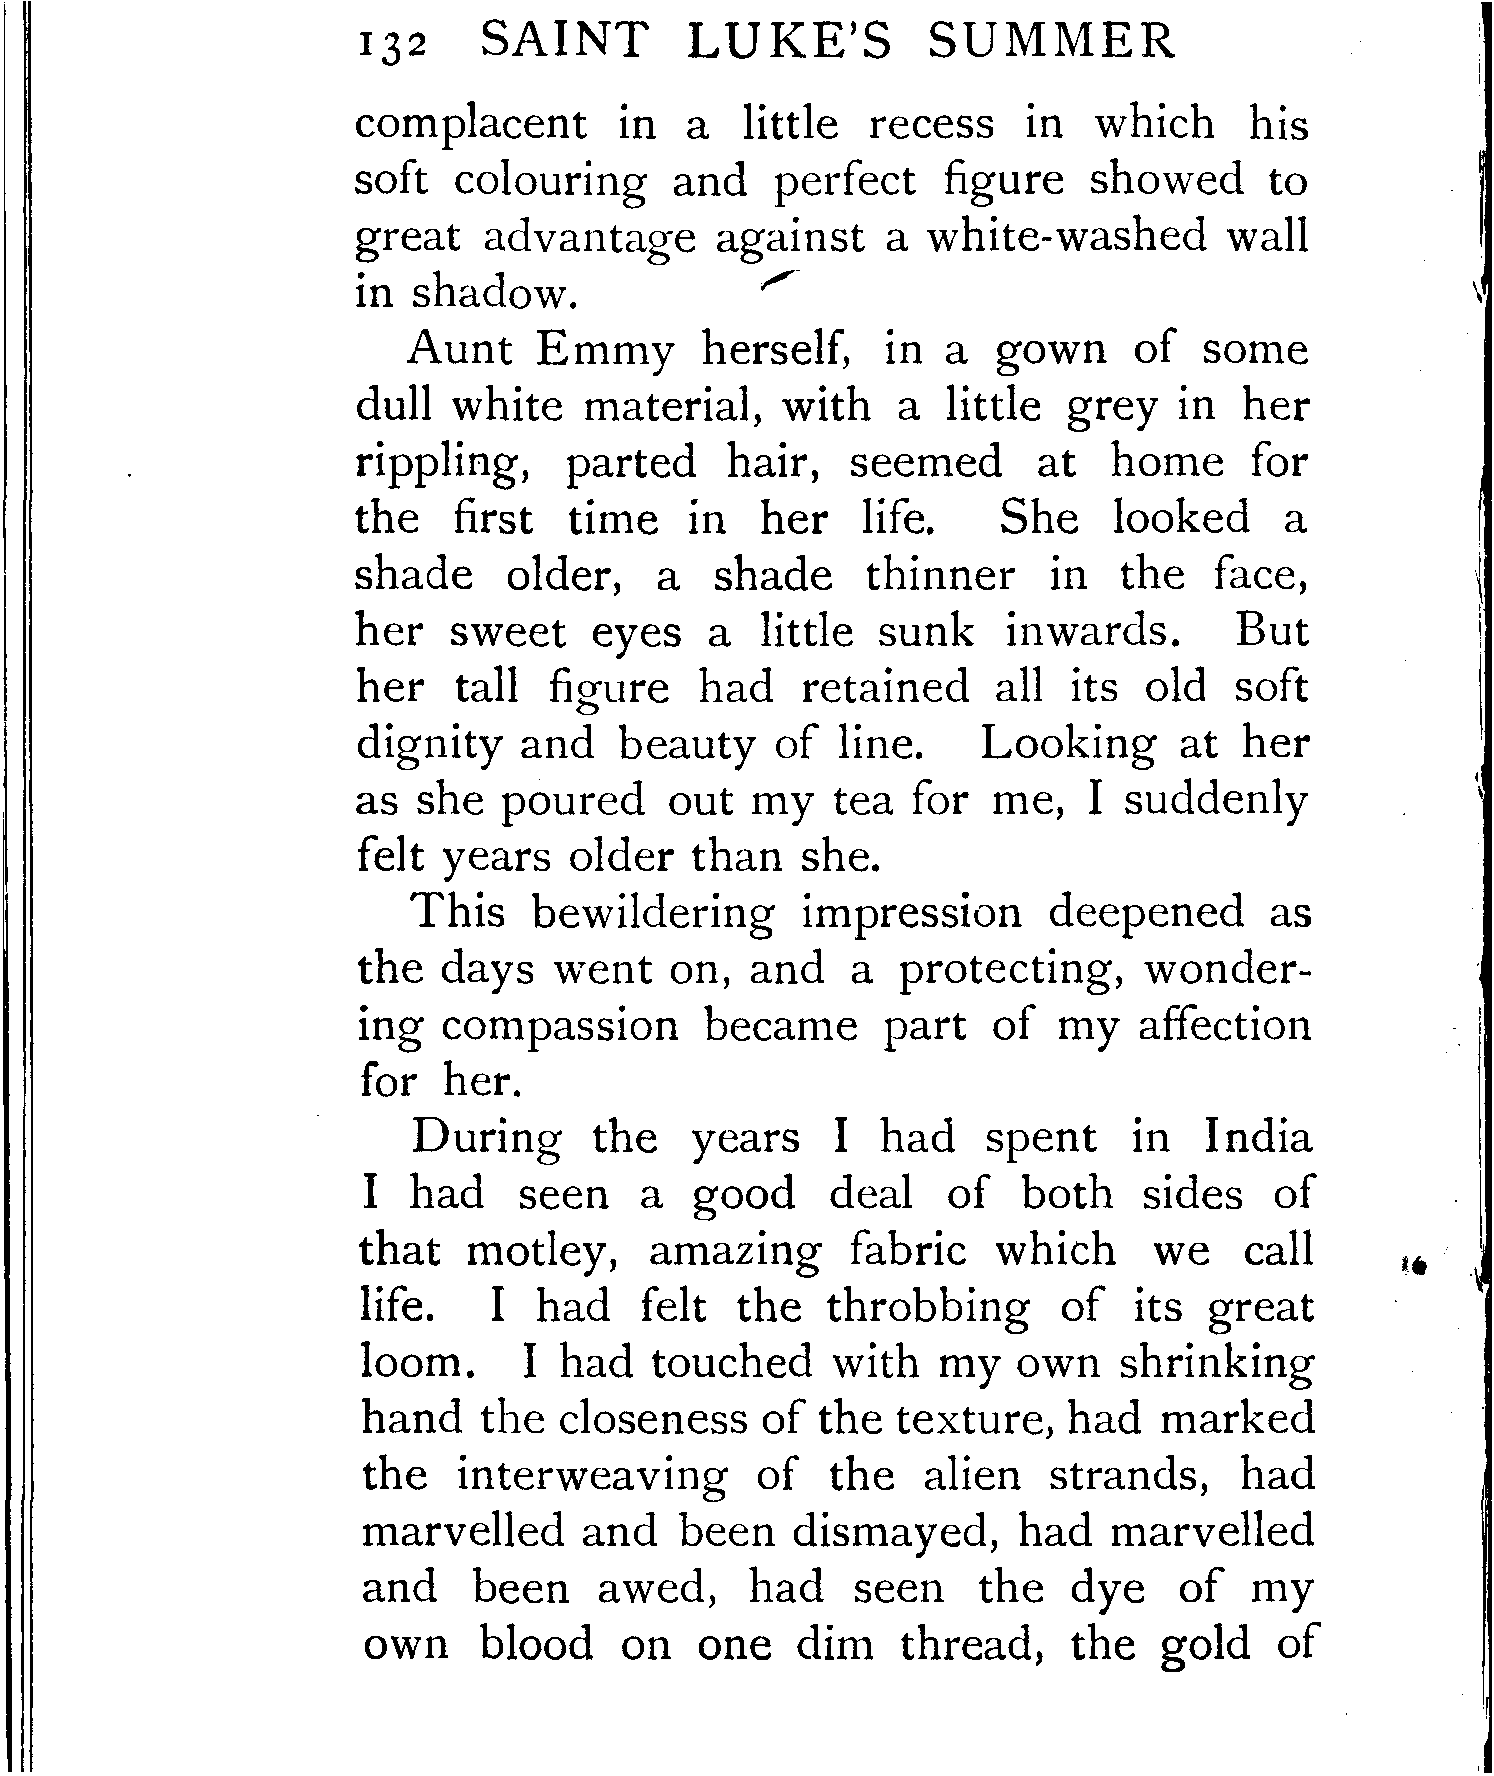 132 SAINT LUKE'S SUMMER
complacent in a little recess in which his
soft colouring and perfect figure showed to
great advantage against a white-washed wall
in shadow.
Aunt Emmy herself, in a gown of some
dull white material, with a little grey in her
rippling, parted hair, seemed at home for
the first time in her life. She looked a
shade older, a shade thinner in the face,
her sweet eyes a little sunk inwards. But
her tall figure had retained all its old soft
dignity and beauty of line. Looking at her
as she poured out my tea for me, I suddenly
felt years older than she.
This bewildering impression deepened as
the days went on, and a protecting, wonder-
ing compassion became part of my affection
for her.
During the years I had spent in India
I had seen a good deal of both sides of
that motley, amazing fabric which we call
life. I had felt the throbbing of its great
loom. I had touched with my own shrinking
hand the closeness of the texture, had marked
the interweaving of the alien strands, had
marvelled and been dismayed, had marvelled
and been awed, had seen the dye of my
own blood on one dim thread, the gold of